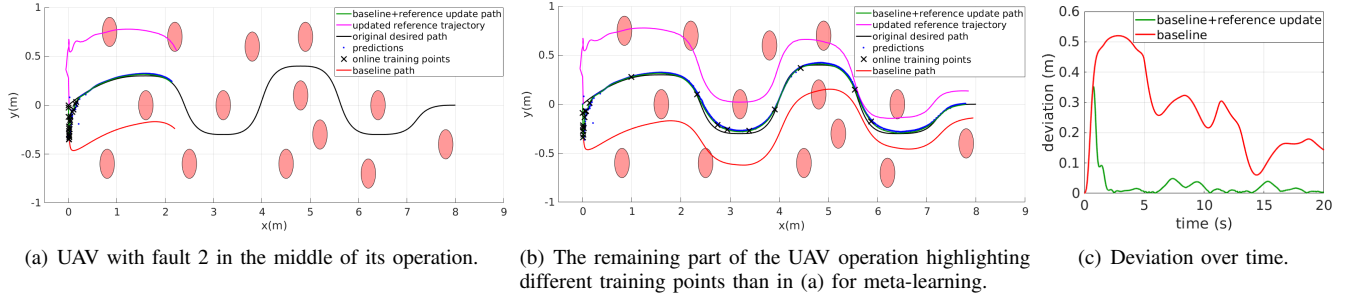 1
0.5
0
-0.5
-1
y(m)
0
1
2
3
4
5
6
7
8
9
x(m)
baseline+reference update path
updated reference trajectory
original desired path
predictions
online training points
baseline path
(a) UAV with fault 2 in the middle of its operation.
1
0.5
0
-0.5
-1
y(m)
0
1
2
3
4
5
6
7
8
9
x(m)
baseline+reference update path
updated reference trajectory
original desired path
predictions
online training points
baseline path
(b) The remaining part of the UAV operation highlighting
different training points than in (a) for meta-learning.
0.6
0.5
0.4
0.3
0.2
0.1
0
deviation (m)
0
5
10
15
20
time (s)
baseline+reference update
baseline
(c) Deviation over time.